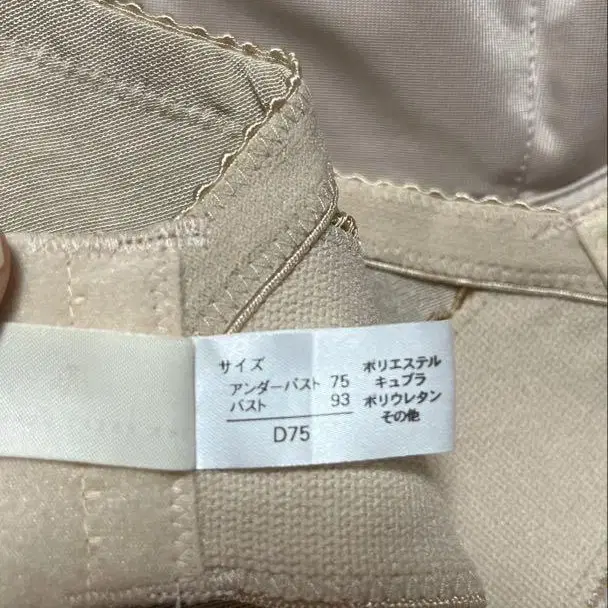 サイズ
アンダーバスト 75
バスト 93
D75
ポリエステル
キュプラ
ポリウレタン
その他